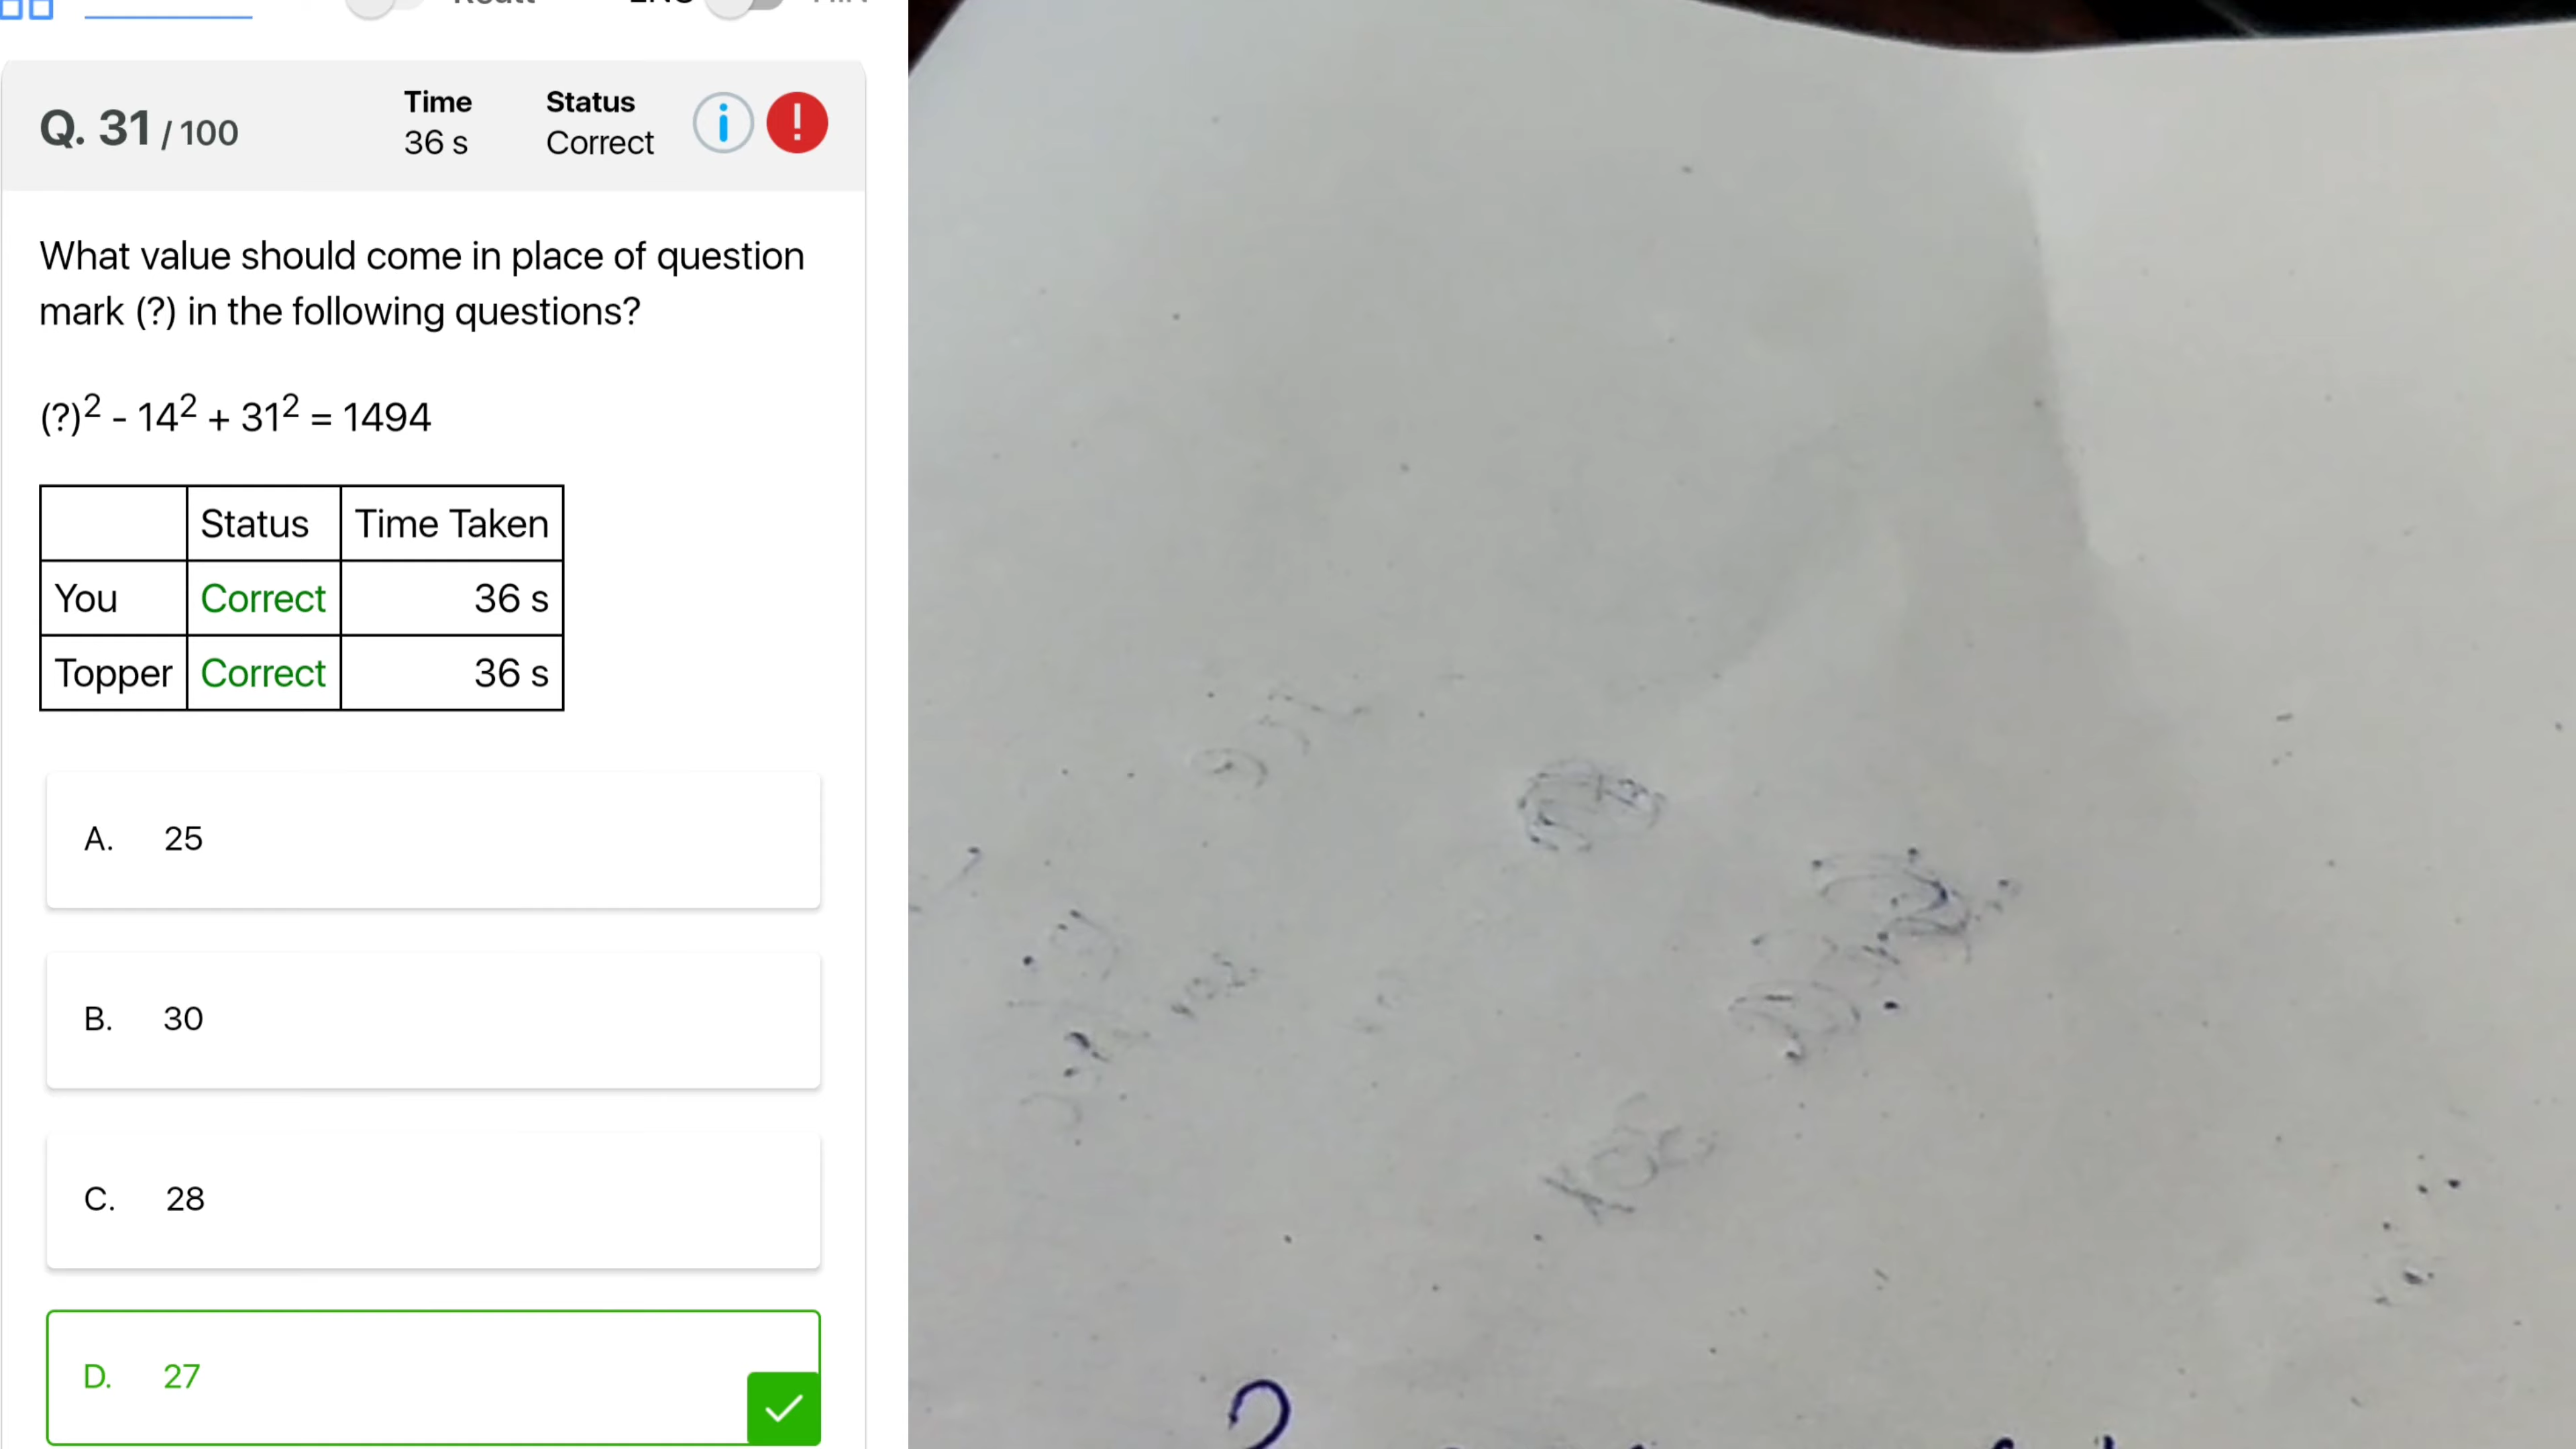 Q. 31 / 100
Time
36 s
Status
Correct
What value should come in place of question
mark (?) in the following questions?
(?)² - 14² + 31² = 1494
Status Time Taken
You Correct 36 s
Topper Correct 36 s
A. 25
B. 30
C. 28
D. 27